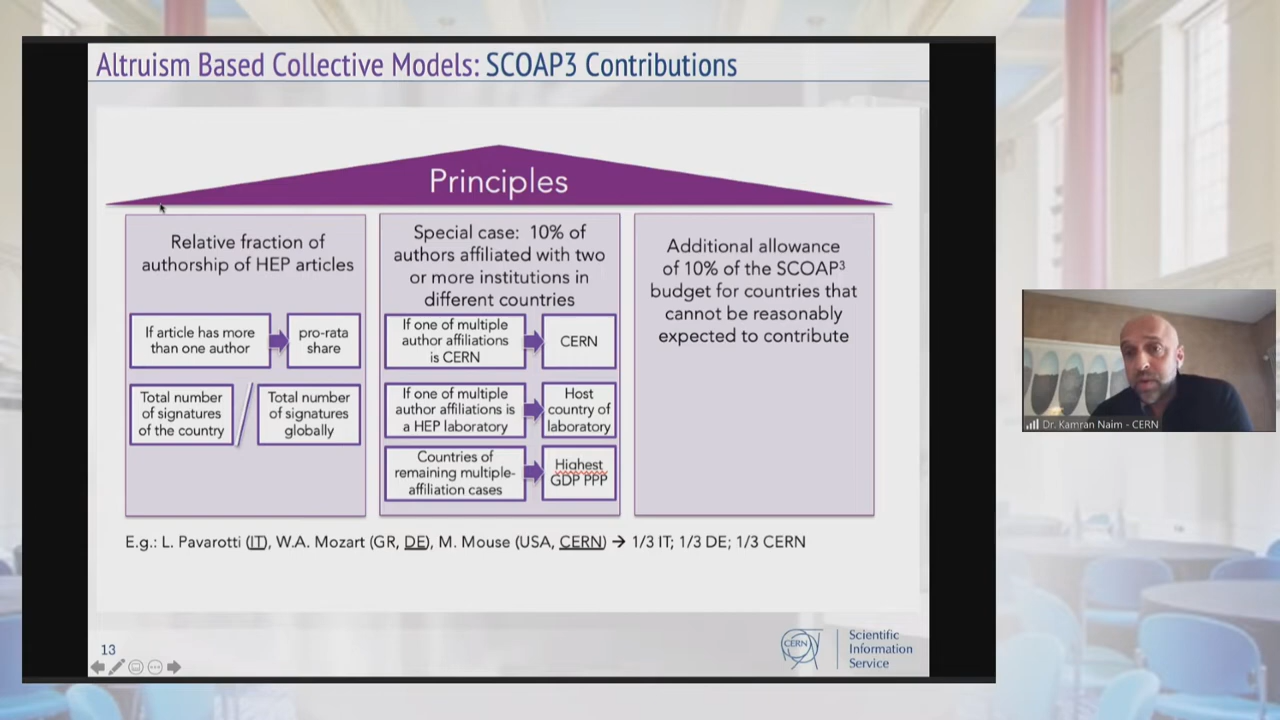 Altruism Based Collective Models: SCOAP3 Contributions
Principles
Relative fraction of
authorship of HEP articles
If article has more
than one author
pro-rata
share
Total number
of signatures
of the country
Total number
of signatures
globally
Special case: 10% of
authors affiliated with two
or more institutions in
different countries
If one of multiple
author affiliations
is CERN
CERN
If one of multiple
author affiliations is
a HEP laboratory
Host
country of
laboratory
Countries of
remaining multiple-
affiliation cases
Highest
GDP PPP
Additional allowance
of 10% of the SCOAP³
budget for countries that
cannot be reasonably
expected to contribute
E.g.: L. Pavarotti (IT), W.A. Mozart (GR, DE), M. Mouse (USA, CERN) → 1/3 IT; 1/3 DE; 1/3 CERN
13
CERN
Scientific
Information
Service
Dr. Kamran Naim - CERN